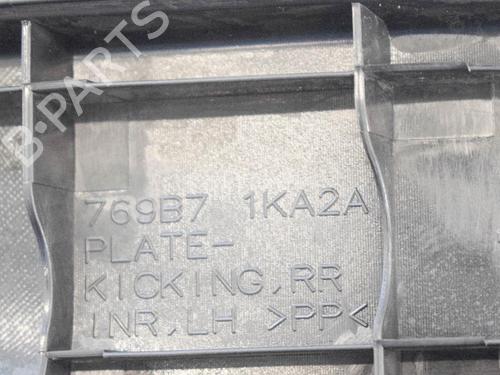 B-PARTS
769B7 1KA2A
PLATE-
KICKING,RR
INR,LH >PP<